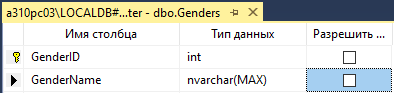 a310pc03\LOCALDB#...ter - dbo.Genders
Имя столбца Тип данных Разрешить ...
GenderID int
GenderName nvarchar(MAX)